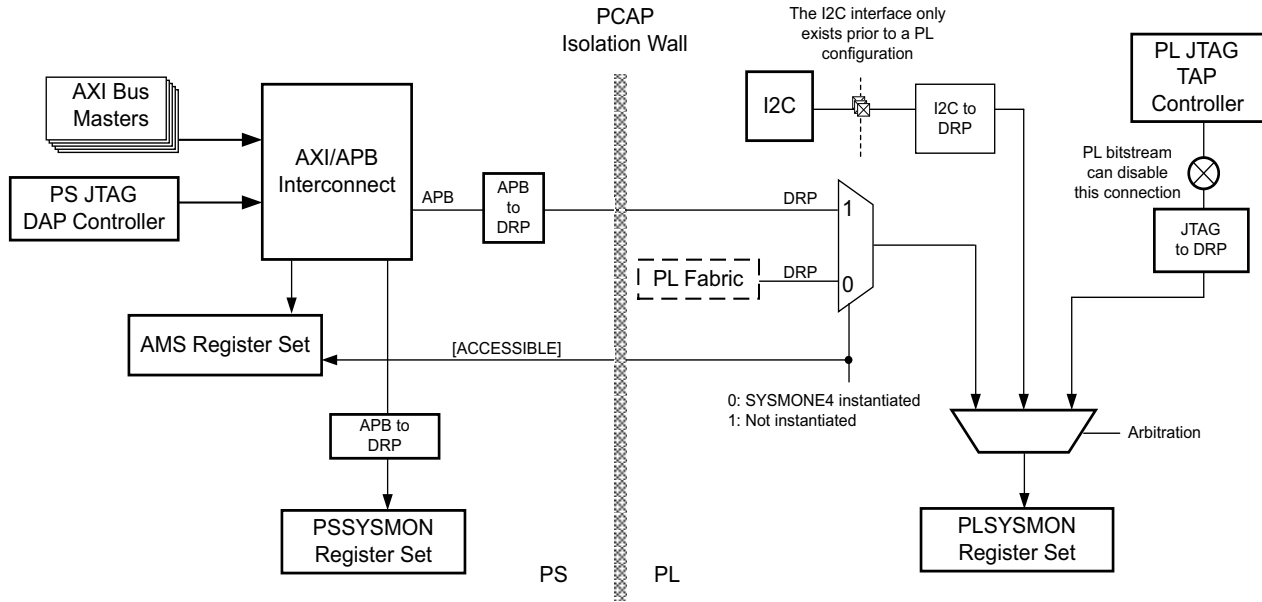 PCAP
Isolation Wall
The I2C interface only
exists prior to a PL
configuration
AXI Bus
Masters
PS JTAG
DAP Controller
AXI/APB
Interconnect
APB
APB
to
DRP
I2C
I2C to
DRP
PL JTAG
TAP
Controller
PL bitstream
can disable
this connection
JTAG
to DRP
DRP
1
PL Fabric
DRP
0
AMS Register Set
[ACCESSIBLE]
0: SYSMONE4 instantiated
1: Not instantiated
APB to
DRP
Arbitration
PSSYSMON
Register Set
PLSYSMON
Register Set
PS
PL